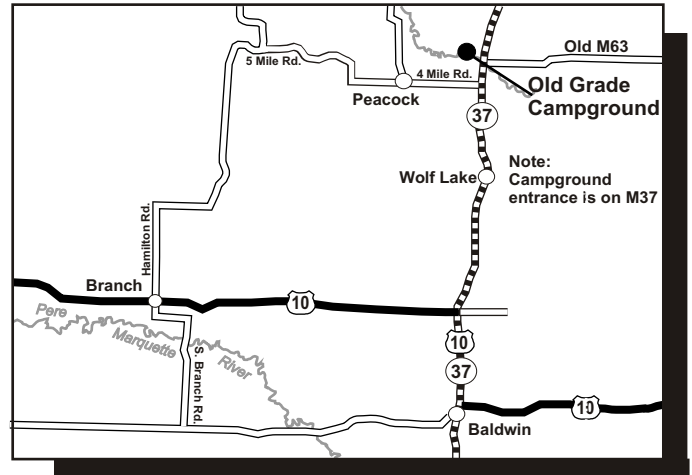 Old M63
5 Mile Rd.
4 Mile Rd.
Peacock
Old Grade
Campground
37
Wolf Lake
Note:
Campground
entrance is on M37
Hamilton Rd.
Branch
10
Pere
Marquette
River
S. Branch Rd.
10
37
10
Baldwin